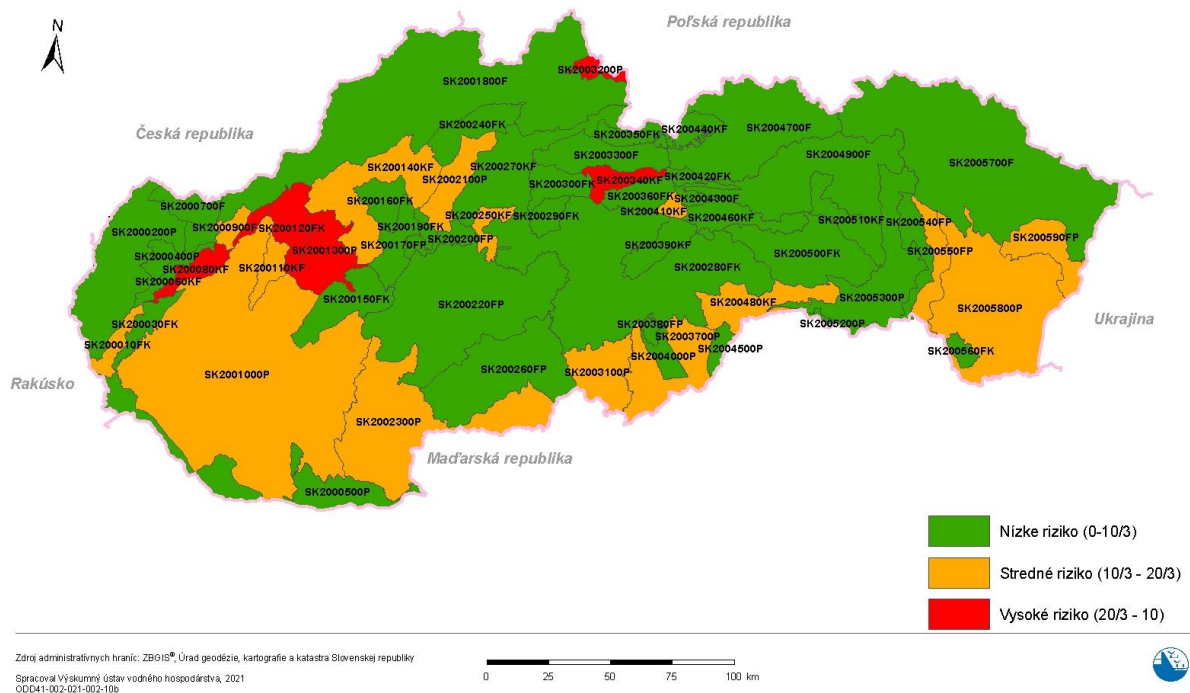 N
Poľská republika
SK2003200P
SK2001800F
SK200240FK
SK200350FK
SK200440KF
SK2004700F
Česká republika
SK2003300F
SK2004900F
SK2005700F
SK200140KF
SK200270KF
SK2002100P
SK200300FK
SK200340KF
SK200420FK
SK2000700F
SK200160FK
SK200360FK
SK2004300F
SK200250KF
SK200290FK
SK200410KF
SK200460KF
SK200510KF
SK200540FP
SK2000200P
SK2000900F
SK200120FK
SK200190FK
SK200200FP
SK200170FP
SK200590FP
SK2001300P
SK200390KF
SK200550FP
SK2000400P
SK200080KF
SK200110KF
SK200280FK
SK200500FK
SK200060KF
SK200150FK
SK200220FP
SK200480KF
SK2005300P
SK2005800P
SK200030FK
SK200380FP
SK2005200P
Ukrajina
SK200010FK
SK2003700P
SK2004000P
SK2004500P
SK200560FK
SK2001000P
SK200260FP
SK2003100P
Rakúsko
SK2002300P
Maďarská republika
SK2000500P
Nízke riziko (0-10/3)
Stredné riziko (10/3 - 20/3)
Vysoké riziko (20/3 - 10)
Zdroj administratívnych hraníc: ZBGIS®, Úrad geodézie, kartografie a katastra Slovenskej republiky
Spracoval Výskumný ústav vodného hospodárstva, 2021
ODD41-002-021-002-10b
0 25 50 75 100 km